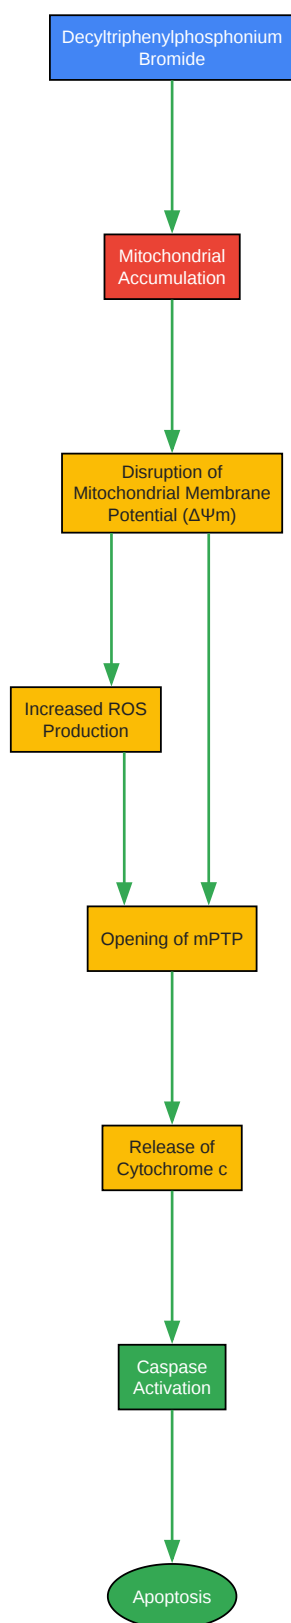 Decyltriphenylphosphonium
Bromide
Mitochondrial
Accumulation
Disruption of
Mitochondrial Membrane
Potential (ΔΨm)
Increased ROS
Production
Opening of mPTP
Release of
Cytochrome c
Caspase
Activation
Apoptosis